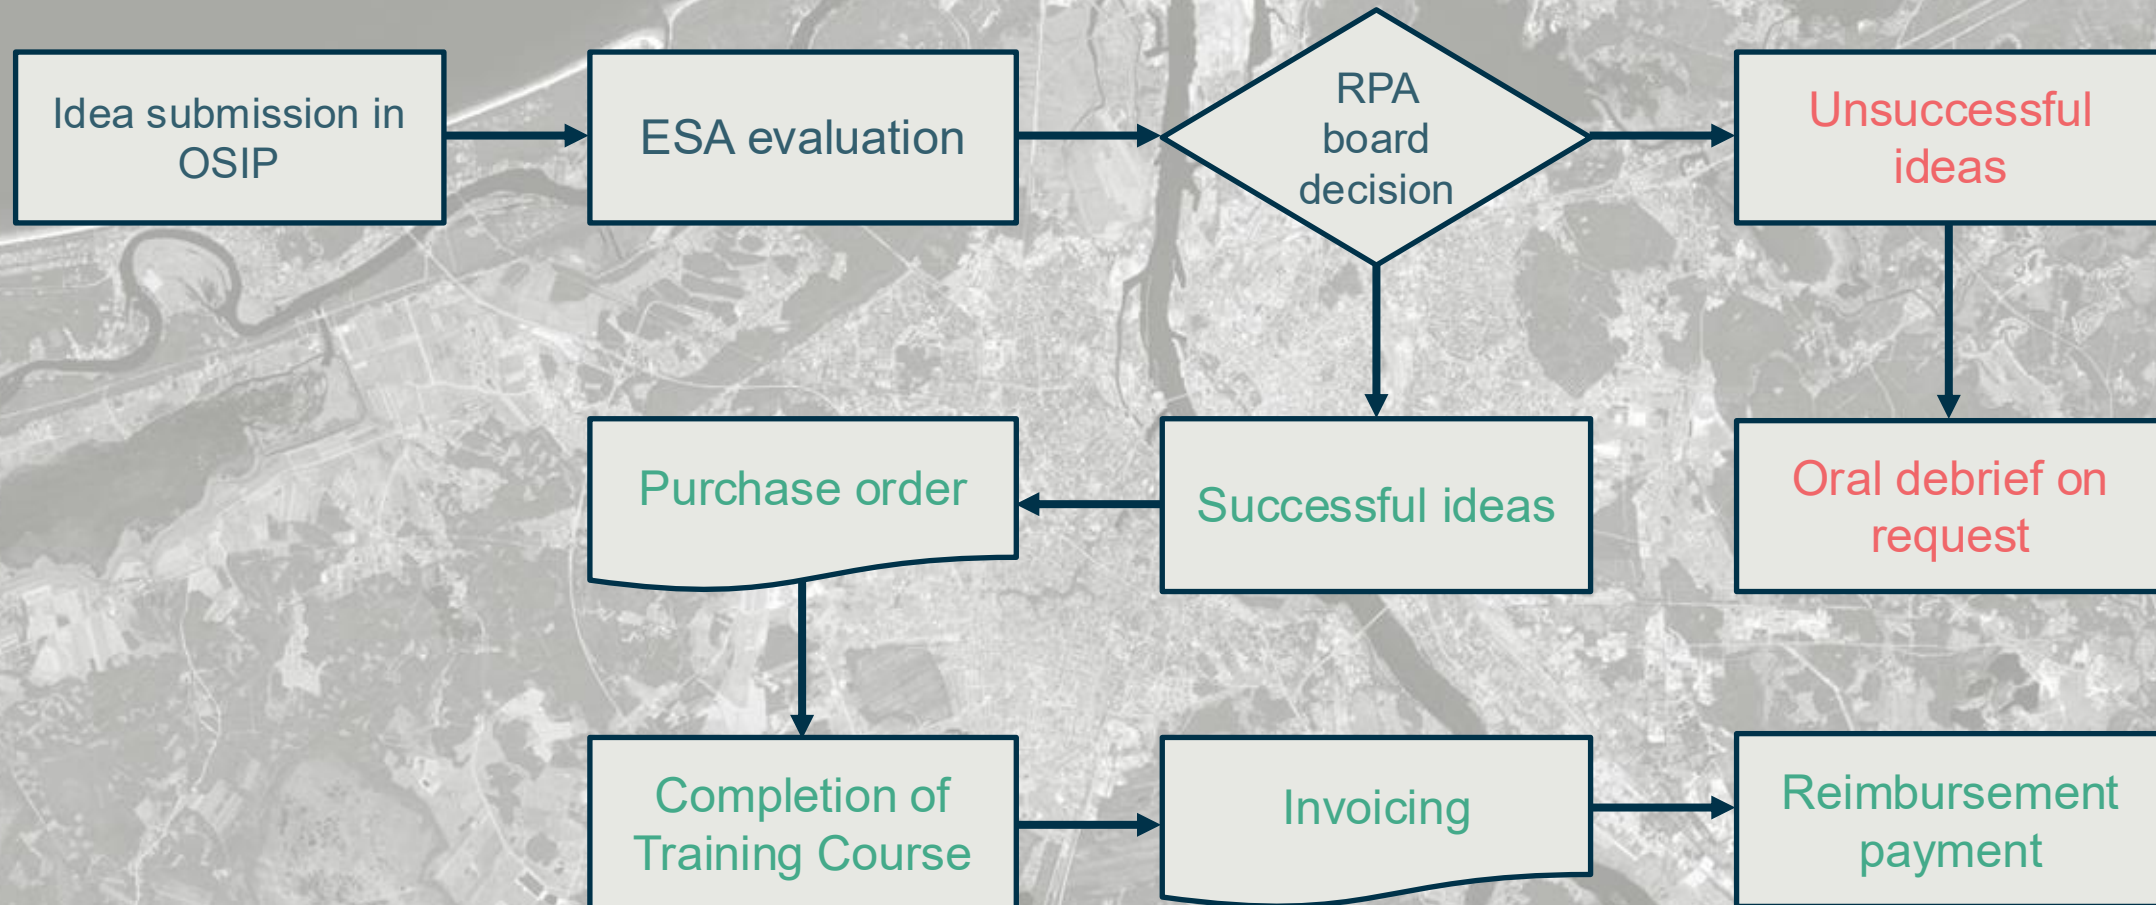 Idea submission in
OSIP
ESA evaluation
RPA
board
decision
Unsuccessful
ideas
Purchase order
Successful ideas
Oral debrief on
request
Completion of
Training Course
Invoicing
Reimbursement
payment